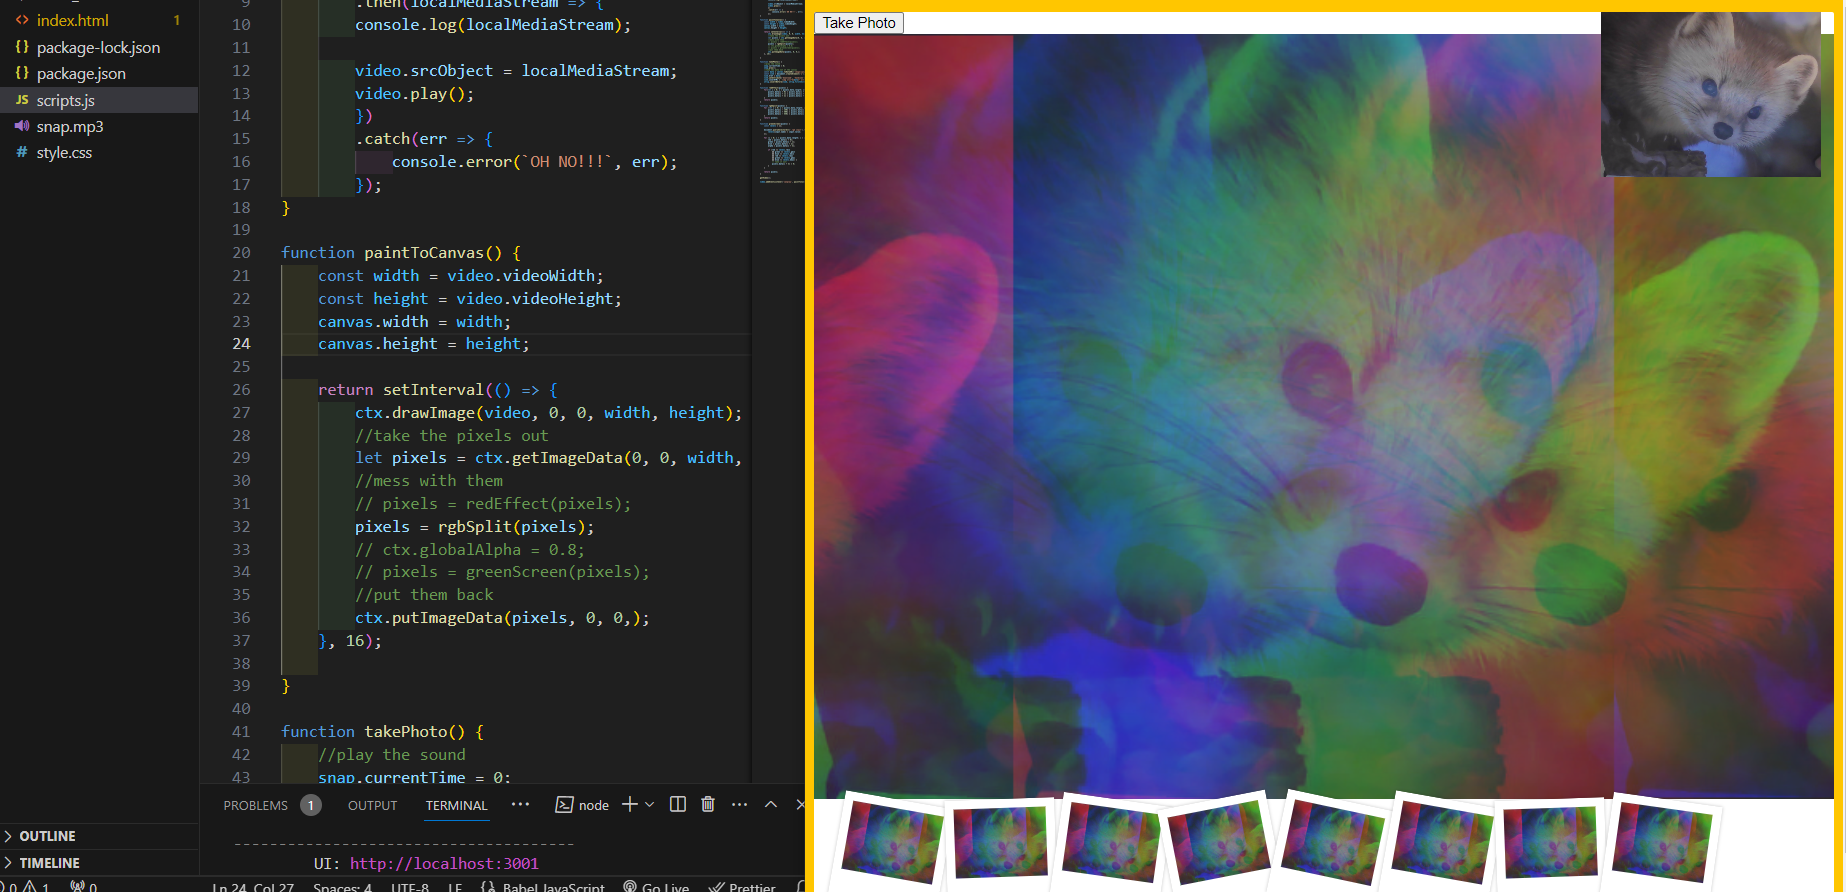 index.html 1
package-lock.json
package.json
scripts.js
snap.mp3
style.css
OUTLINE
TIMELINE
9 .then(localMediaStream => {
10 console.log(localMediaStream);
11
12 video.srcObject = localMediaStream;
13 video.play();
14 })
15 .catch(err => {
16 console.error(`OH NO!!!`, err);
17 });
18 }
19
20 function paintToCanvas() {
21 const width = video.videoWidth;
22 const height = video.videoHeight;
23 canvas.width = width;
24 canvas.height = height;
25
26 return setInterval(() => {
27 ctx.drawImage(video, 0, 0, width, height);
28 //take the pixels out
29 let pixels = ctx.getImageData(0, 0, width,
30 //mess with them
31 // pixels = redEffect(pixels);
32 pixels = rgbSplit(pixels);
33 // ctx.globalAlpha = 0.8;
34 // pixels = greenScreen(pixels);
35 //put them back
36 ctx.putImageData(pixels, 0, 0,);
37 }, 16);
38
39 }
40
41 function takePhoto() {
42 //play the sound
43 snap.currentTime = 0;
PROBLEMS 1 OUTPUT TERMINAL ... node
------------------------------------
UI: http://localhost:3001
0 1 0 Ln 24, Col 27 Spaces: 4 UTF-8 LF {} Babel JavaScript Go Live Prettier
Take Photo